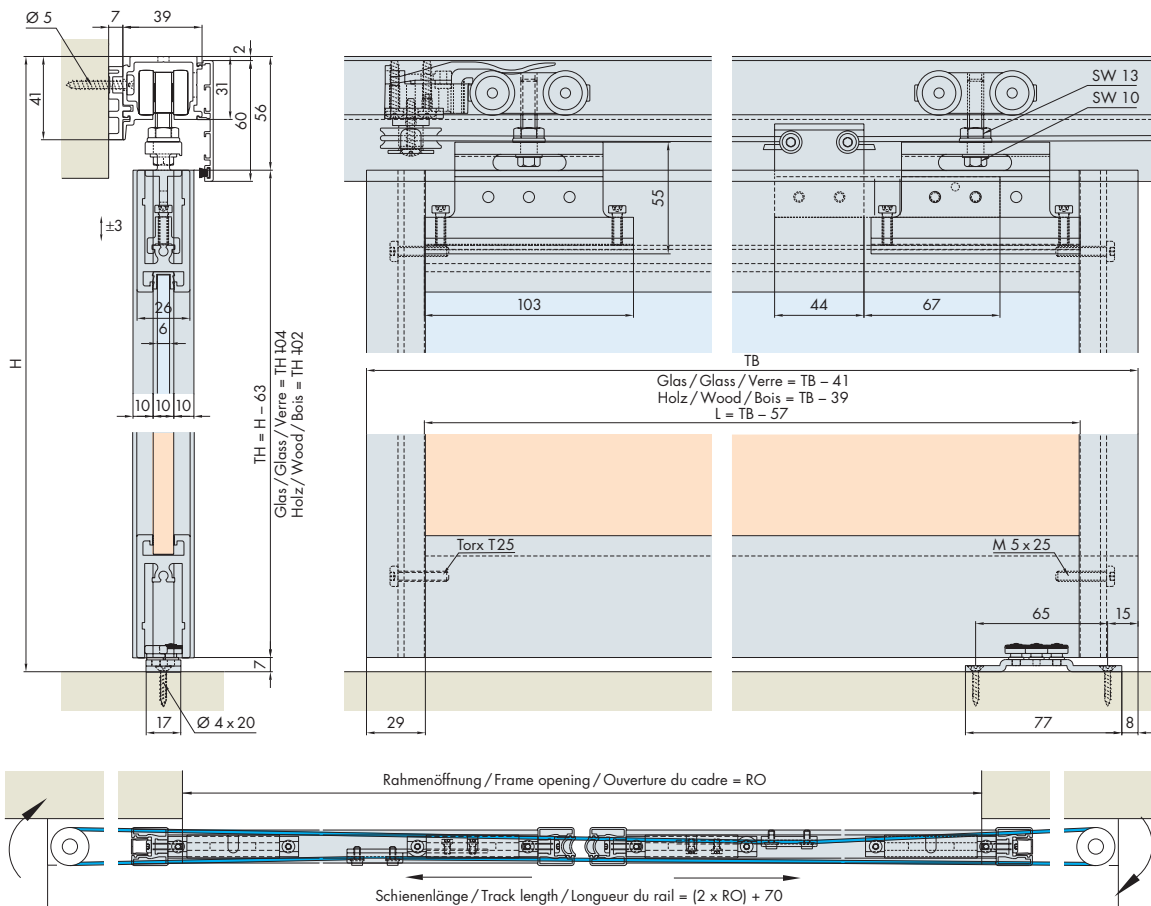 Ø 5
7
39
2
41
31
60
56
±3
26
6
10
10
10
H
TH = H – 63
Glas / Glass / Verre = TH -104
Holz / Wood / Bois = TH -102
7
17
Ø 4 x 20
SW 13
SW 10
55
103
44
67
TB
Glas / Glass / Verre = TB – 41
Holz / Wood / Bois = TB – 39
L = TB – 57
Torx T25
M 5 x 25
65
15
29
77
8
Rahmenöffnung / Frame opening / Ouverture du cadre = RO
Schienenlänge / Track length / Longueur du rail = (2 x RO) + 70